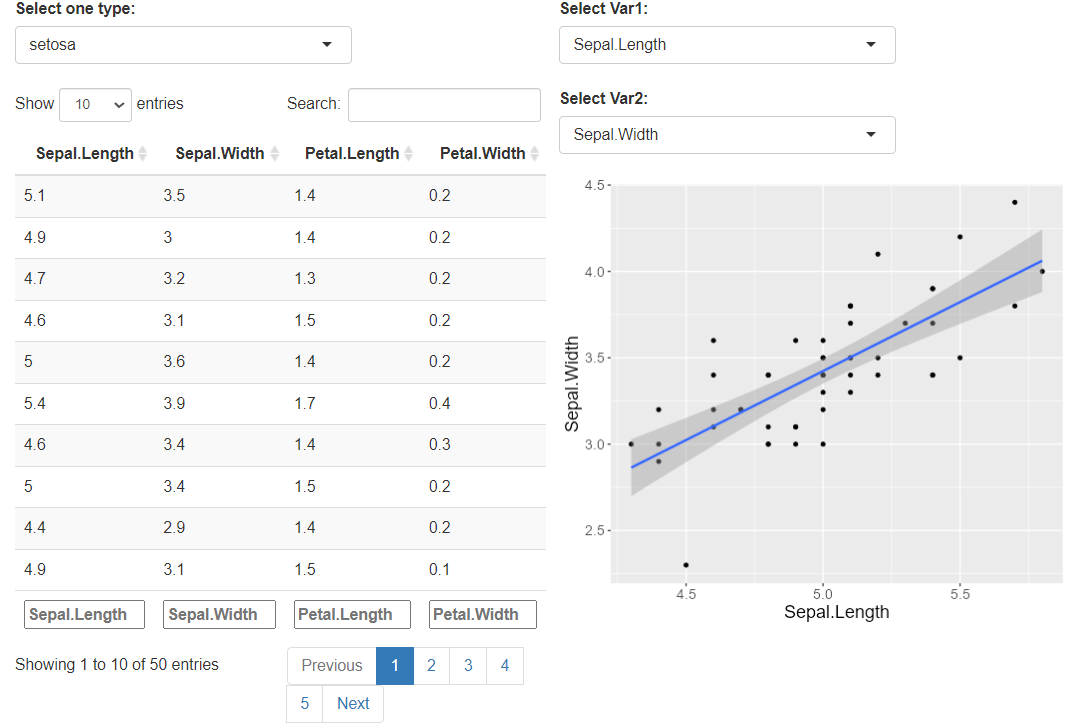 Select one type:
setosa
Show 10 entries
Search:
Sepal.Length Sepal.Width Petal.Length Petal.Width
5.1 3.5 1.4 0.2
4.9 3 1.4 0.2
4.7 3.2 1.3 0.2
4.6 3.1 1.5 0.2
5 3.6 1.4 0.2
5.4 3.9 1.7 0.4
4.6 3.4 1.4 0.3
5 3.4 1.5 0.2
4.4 2.9 1.4 0.2
4.9 3.1 1.5 0.1
Sepal.Length Sepal.Width Petal.Length Petal.Width
Showing 1 to 10 of 50 entries
Previous 1 2 3 4
5 Next
Select Var1:
Sepal.Length
Select Var2:
Sepal.Width
4.5
4.0
3.5
3.0
2.5
Sepal.Width
4.5 5.0 5.5
Sepal.Length